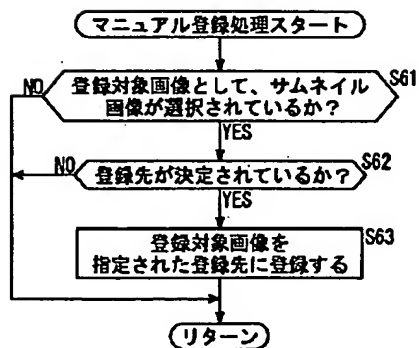 マニュアル登録処理スタート
S61
登録対象画像として、サムネイル
画像が選択されているか？
NO
YES
S62
登録先が決定されているか？
NO
YES
S63
登録対象画像を
指定された登録先に登録する
リターン